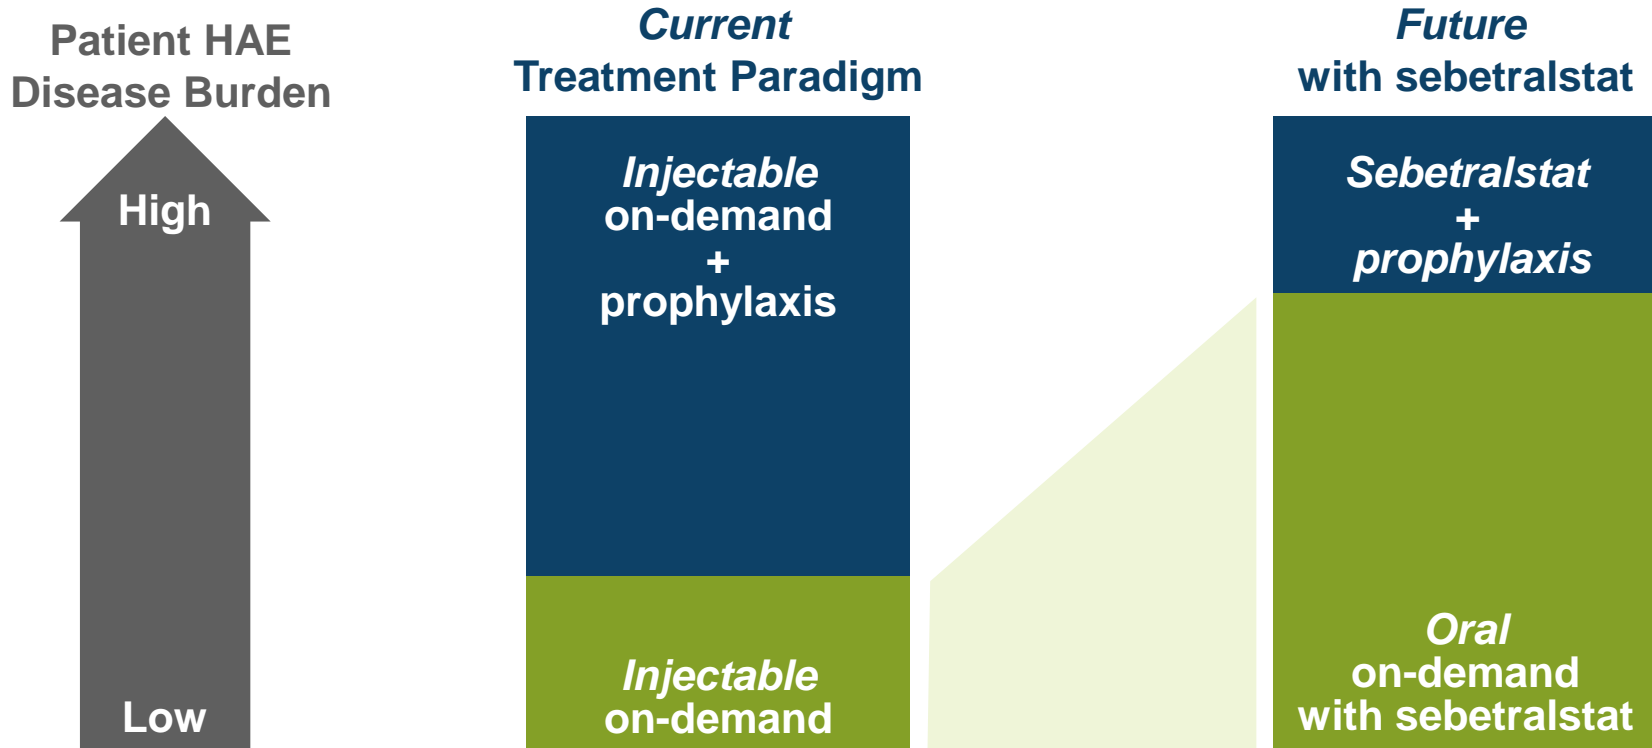 Patient HAE
Disease Burden
High
Low
Current
Treatment Paradigm
Injectable
on-demand
+
prophylaxis
Injectable
on-demand
Future
with sebetralstat
Sebetralstat
+
prophylaxis
Oral
on-demand
with sebetralstat